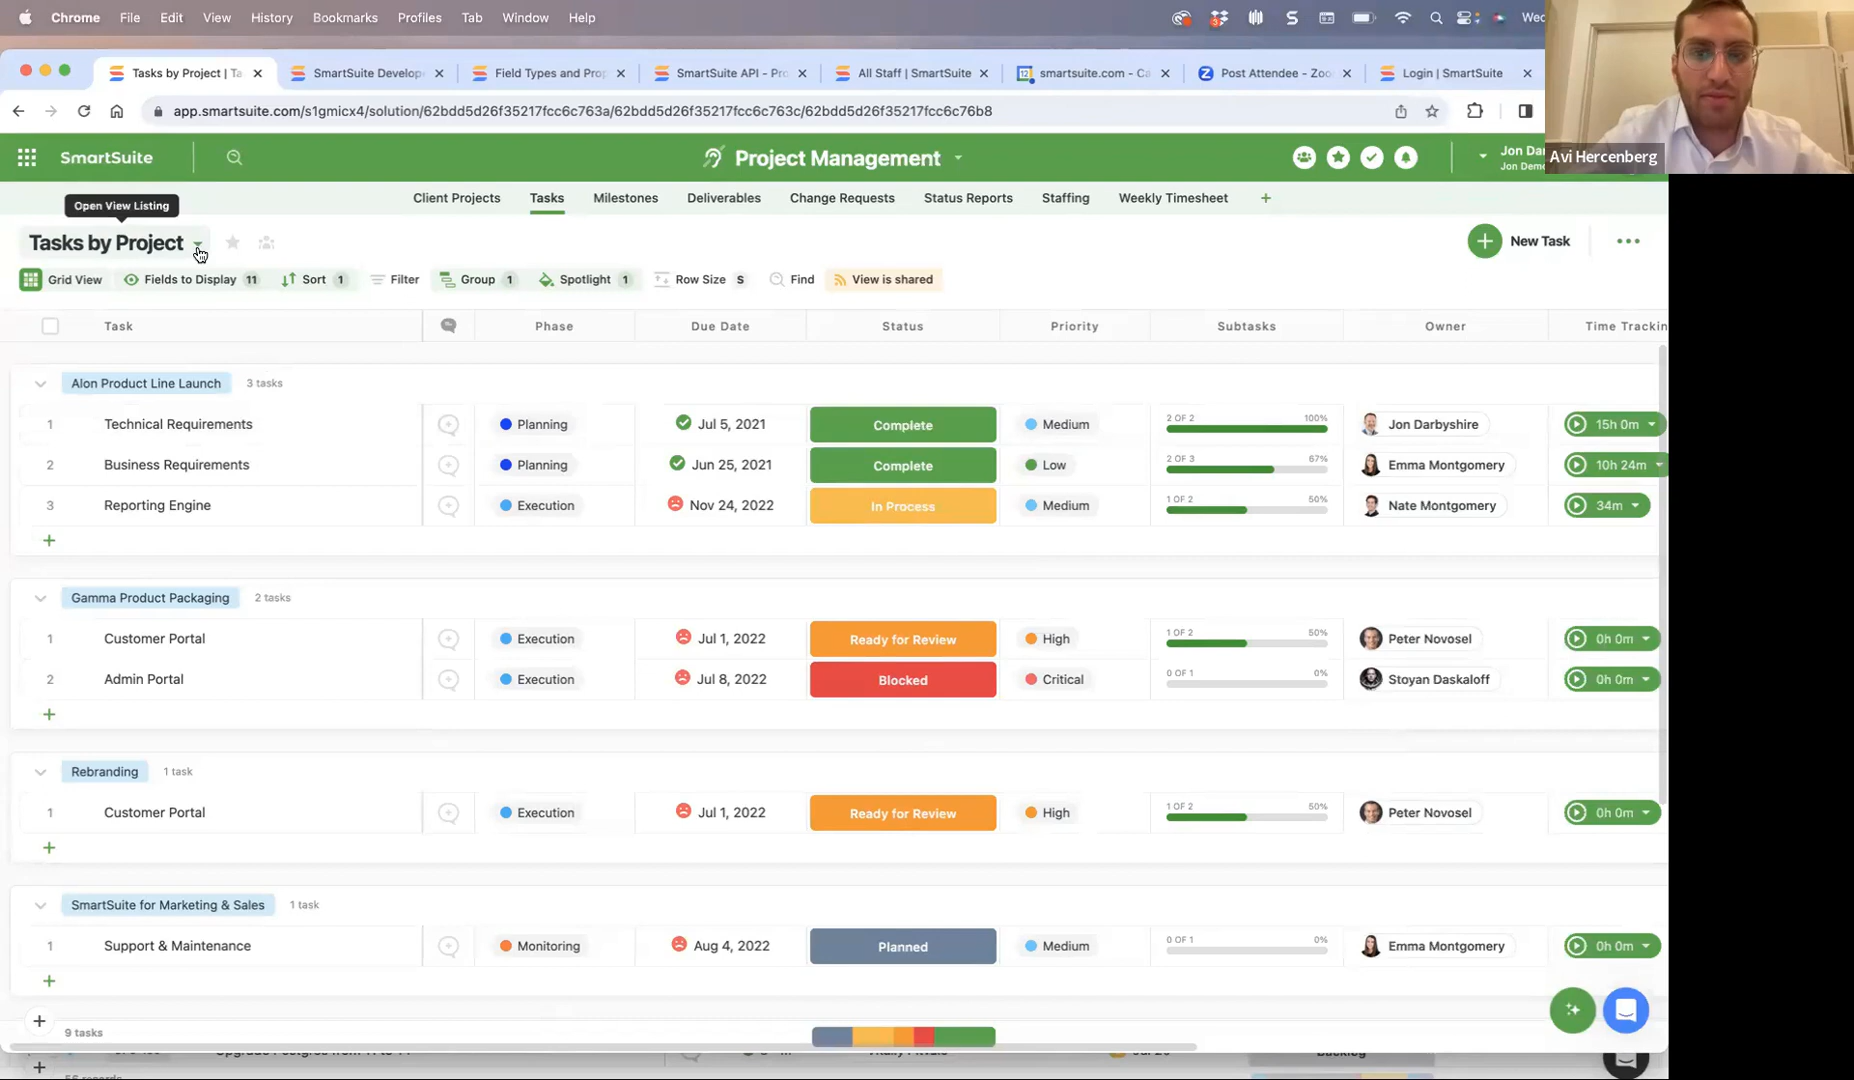 Chrome File Edit View History Bookmarks Profiles Tab Window Help
3
Tasks by Project | Ta
SmartSuite Develope
Field Types and Prop
SmartSuite API - Pro
All Staff | SmartSuite
smartsuite.com - Ca
Post Attendee - Zoo
Login | SmartSuite
app.smartsuite.com/s1gmicx4/solution/62bdd5d26f35217fcc6c763a/62bdd5d26f35217fcc6c763c/62bdd5d26f35217fcc6c76b8
Avi Hercenberg
SmartSuite
Project Management
Jon Da
Jon Demo
Client Projects Tasks Milestones Deliverables Change Requests Status Reports Staffing Weekly Timesheet
Open View Listing
Tasks by Project
New Task
Grid View Fields to Display 11 Sort 1 Filter Group 1 Spotlight 1 Row Size S Find View is shared
Task Phase Due Date Status Priority Subtasks Owner Time Trackin
Alon Product Line Launch 3 tasks
1 Technical Requirements Planning Jul 5, 2021 Complete Medium 2 OF 2 100% Jon Darbyshire 15h 0m
2 Business Requirements Planning Jun 25, 2021 Complete Low 2 OF 3 67% Emma Montgomery 10h 24m
3 Reporting Engine Execution Nov 24, 2022 In Process Medium 1 OF 2 50% Nate Montgomery 34m
Gamma Product Packaging 2 tasks
1 Customer Portal Execution Jul 1, 2022 Ready for Review High 1 OF 2 50% Peter Novosel 0h 0m
2 Admin Portal Execution Jul 8, 2022 Blocked Critical 0 OF 1 0% Stoyan Daskaloff 0h 0m
Rebranding 1 task
1 Customer Portal Execution Jul 1, 2022 Ready for Review High 1 OF 2 50% Peter Novosel 0h 0m
SmartSuite for Marketing & Sales 1 task
1 Support & Maintenance Monitoring Aug 4, 2022 Planned Medium 0 OF 1 0% Emma Montgomery 0h 0m
9 tasks